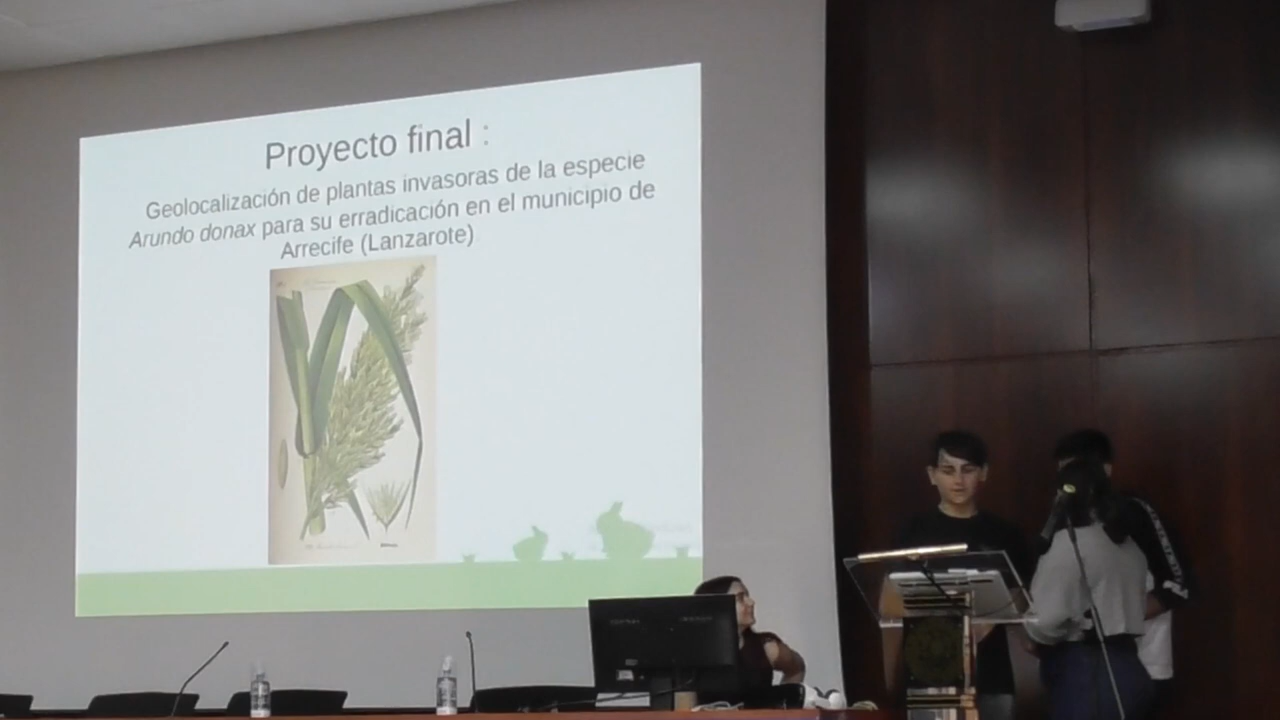 Proyecto final :
Geolocalización de plantas invasoras de la especie
Arundo donax para su erradicación en el municipio de
Arrecife (Lanzarote)